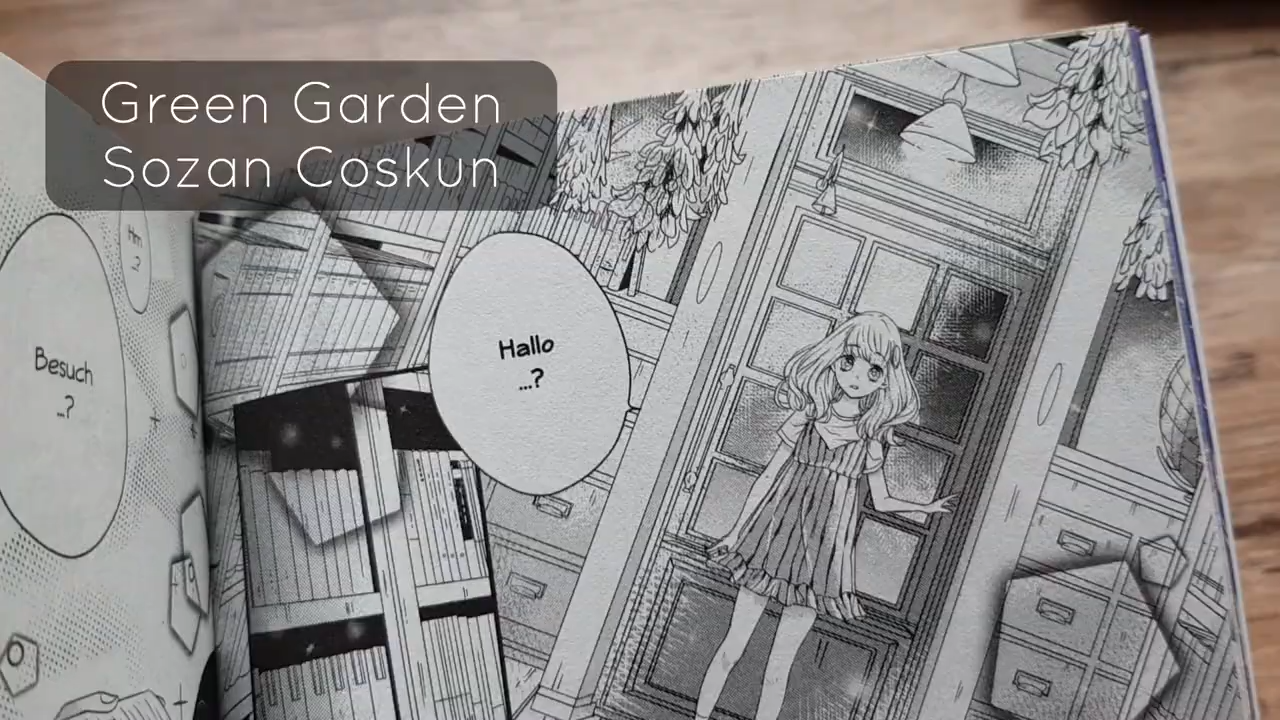 Green Garden
Sozan Coskun
Hm
...?
Besuch
...?
Hallo
...?